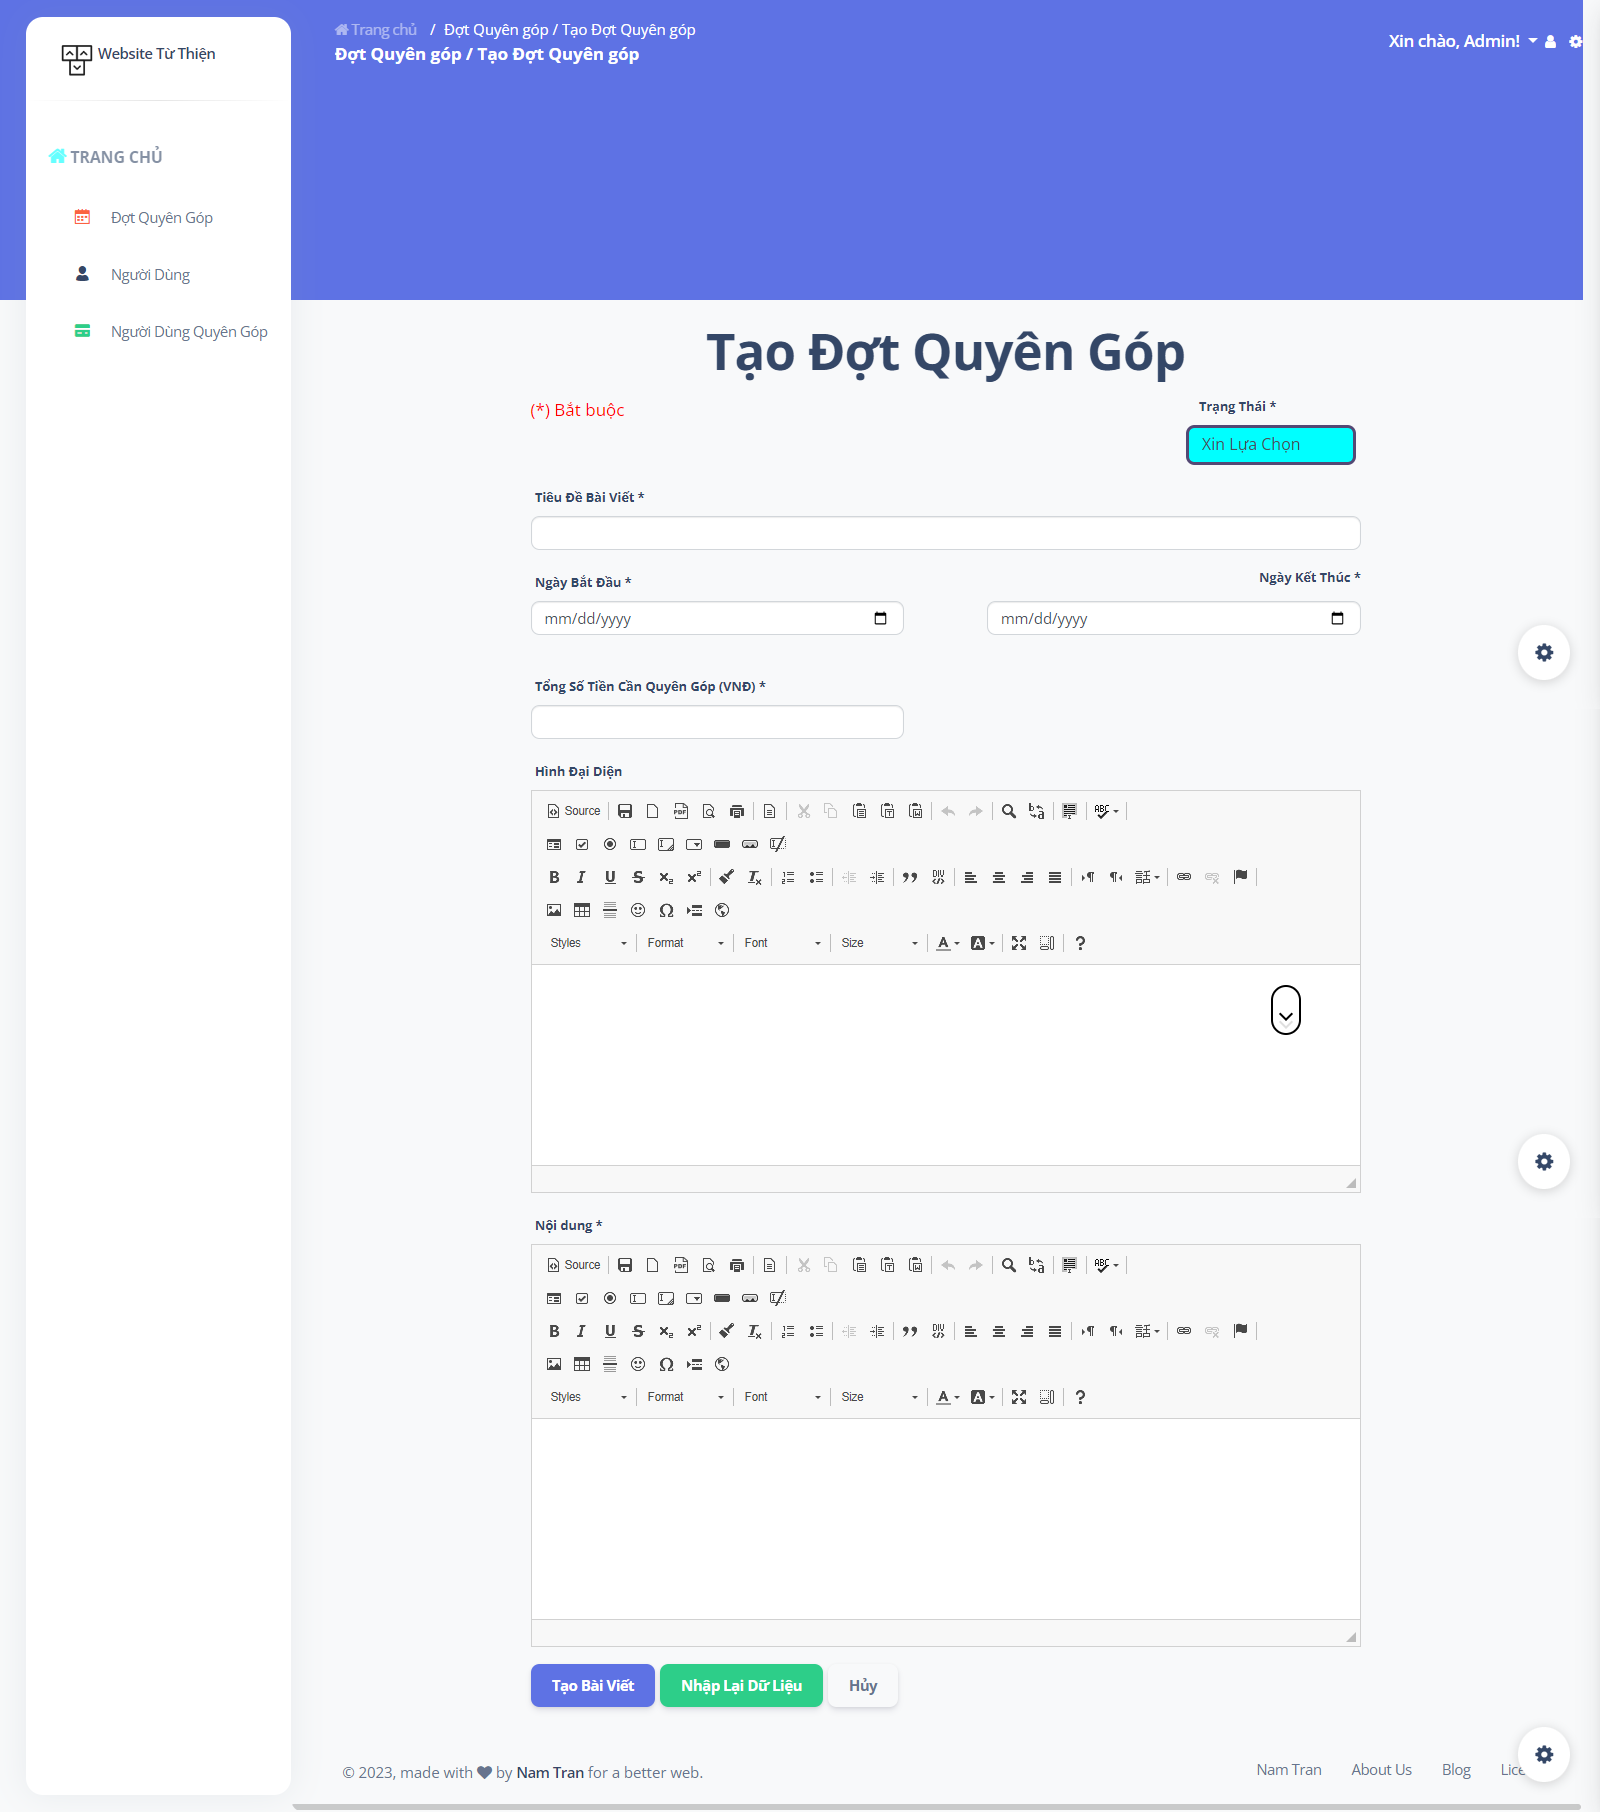 Website Từ Thiện
TRANG CHỦ
Đợt Quyên Góp
Người Dùng
Người Dùng Quyên Góp
Trang chủ / Đợt Quyên góp / Tạo Đợt Quyên góp
Đợt Quyên góp / Tạo Đợt Quyên góp
Xin chào, Admin!
Tạo Đợt Quyên Góp
(*) Bắt buộc
Trạng Thái *
Xin Lựa Chọn
Tiêu Đề Bài Viết *
Ngày Bắt Đầu *
Ngày Kết Thúc *
mm/dd/yyyy
mm/dd/yyyy
Tổng Số Tiền Cần Quyên Góp (VNĐ) *
Hình Đại Diện
Source
Styles Format Font Size
Nội dung *
Source
Styles Format Font Size
Tạo Bài Viết Nhập Lại Dữ Liệu Hủy
© 2023, made with by Nam Tran for a better web.
Nam Tran About Us Blog